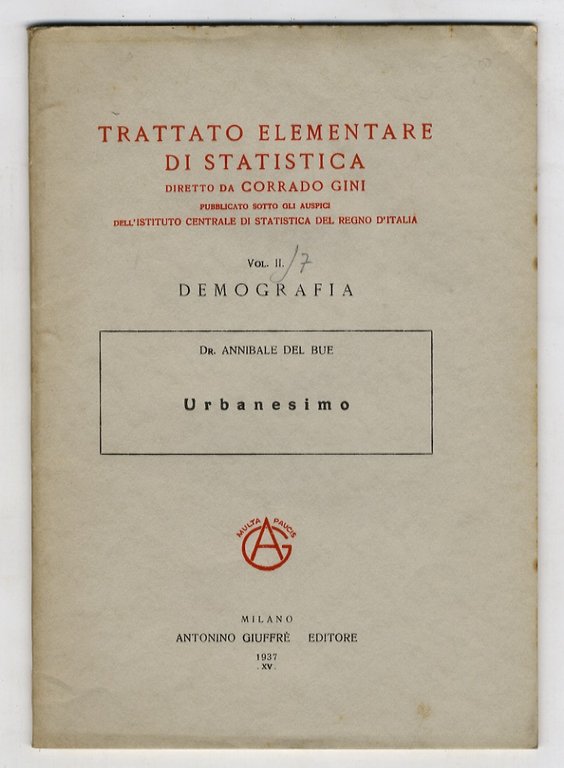 TRATTATO ELEMENTARE
DI STATISTICA
DIRETTO DA CORRADO GINI
PUBBLICATO SOTTO GLI AUSPICI
DELL'ISTITUTO CENTRALE DI STATISTICA DEL REGNO D'ITALIA
VOL. II. /7
DEMOGRAFIA
DR. ANNIBALE DEL BUE
Urbanesimo
MULTA PAUCIS
AG
MILANO
ANTONINO GIUFFRÈ EDITORE
1937
.XV.